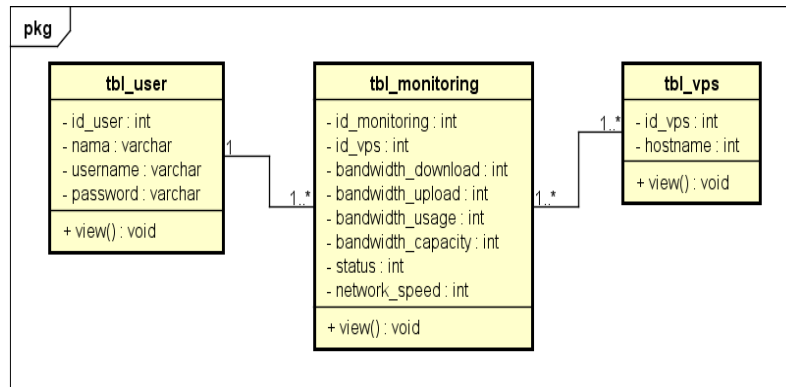 pkg
tbl_user
- id_user : int
- nama : varchar
- username : varchar
- password : varchar
+ view() : void
1
1..*
tbl_monitoring
- id_monitoring : int
- id_vps : int
- bandwidth_download : int
- bandwidth_upload : int
- bandwidth_usage : int
- bandwidth_capacity : int
- status : int
- network_speed : int
+ view() : void
1..*
1..*
tbl_vps
- id_vps : int
- hostname : int
+ view() : void